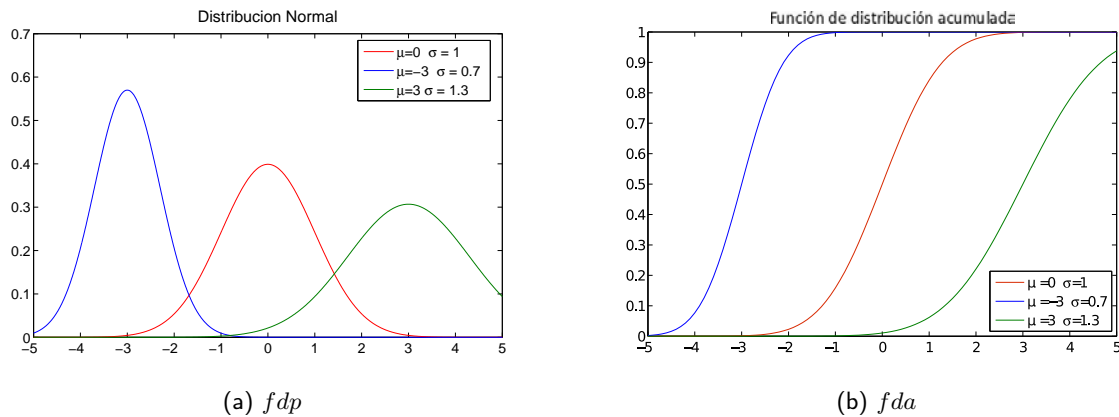 Distribucion Normal
0.7
0.6
0.5
0.4
0.3
0.2
0.1
0
−5 −4 −3 −2 −1 0 1 2 3 4 5
μ=0 σ = 1
μ=−3 σ = 0.7
μ=3 σ = 1.3
(a) fdp
Función de distribución acumulada
1
0.9
0.8
0.7
0.6
0.5
0.4
0.3
0.2
0.1
0
−5 −4 −3 −2 −1 0 1 2 3 4 5
μ =0 σ=1
μ =−3 σ=0.7
μ =3 σ=1.3
(b) fda